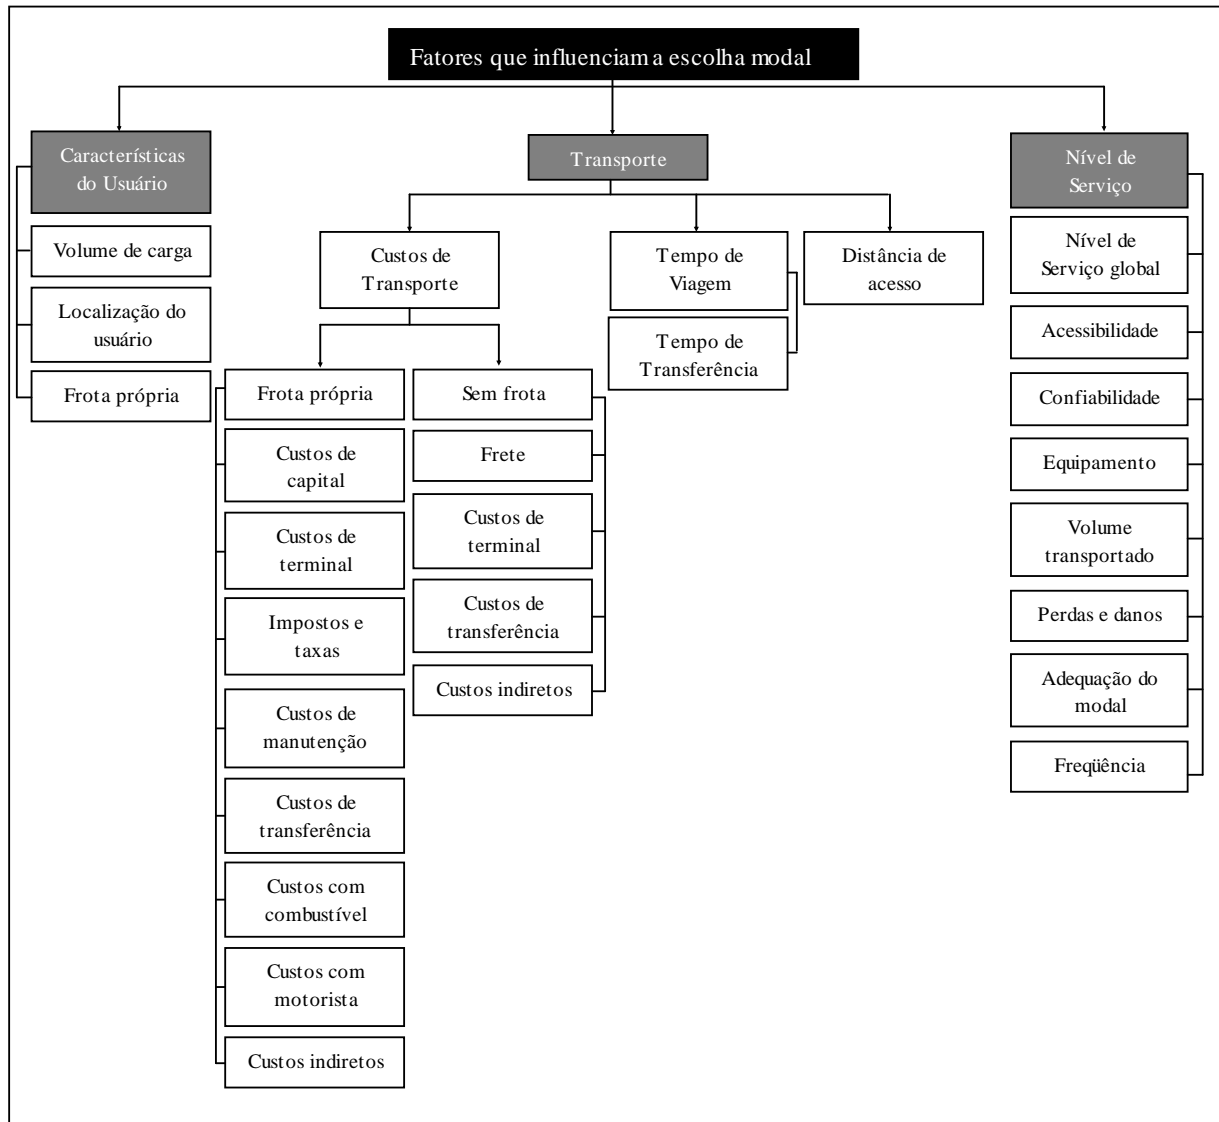 Fatores que influenciam a escolha modal
Características
do Usuário
Volume de carga
Localização do
usuário
Frota própria
Transporte
Custos de
Transporte
Frota própria
Custos de
capital
Custos de
terminal
Impostos e
taxas
Custos de
manutenção
Custos de
transferência
Custos com
combustível
Custos com
motorista
Custos indiretos
Sem frota
Frete
Custos de
terminal
Custos de
transferência
Custos indiretos
Tempo de
Viagem
Tempo de
Transferência
Distância de
acesso
Nível de
Serviço
Nível de
Serviço global
Acessibilidade
Confiabilidade
Equipamento
Volume
transportado
Perdas e danos
Adequação do
modal
Freqüência